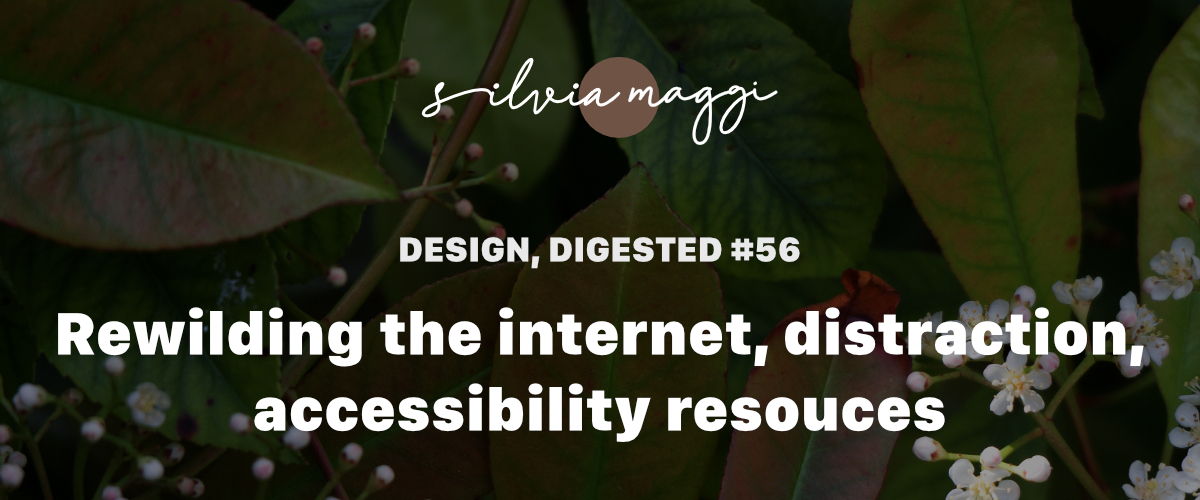 silvia maggi
DESIGN, DIGESTED #56
Rewilding the internet, distraction,
accessibility resouces